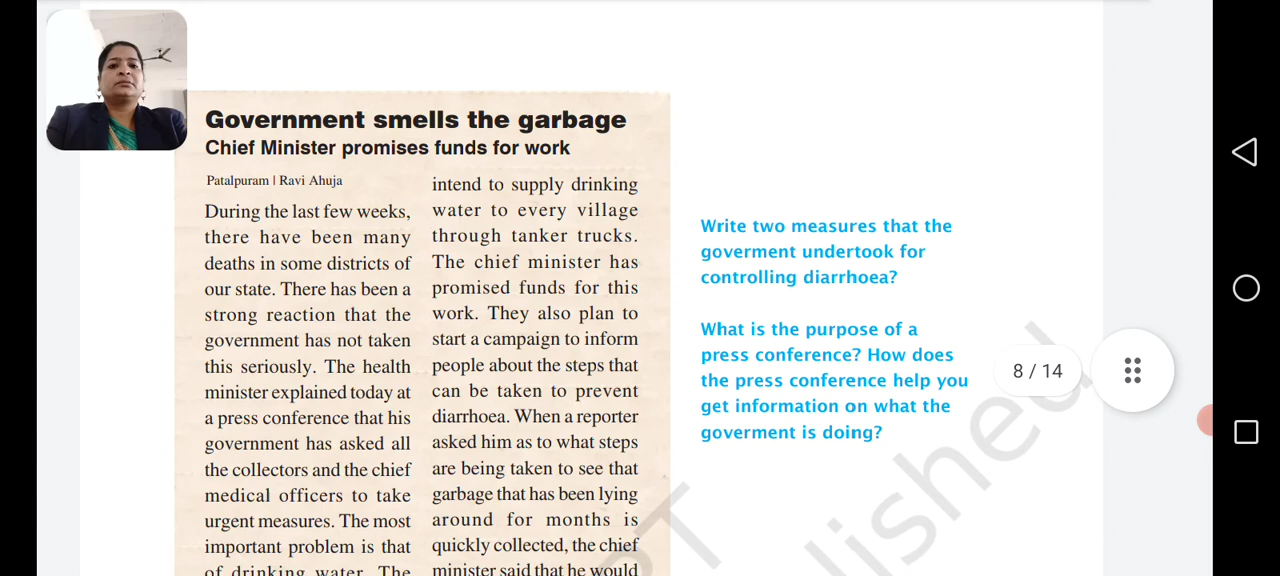 Government smells the garbage
Chief Minister promises funds for work
Patalpuram | Ravi Ahuja
During the last few weeks,
there have been many
deaths in some districts of
our state. There has been a
strong reaction that the
government has not taken
this seriously. The health
minister explained today at
a press conference that his
government has asked all
the collectors and the chief
medical officers to take
urgent measures. The most
important problem is that
of drinking water. The
intend to supply drinking
water to every village
through tanker trucks.
The chief minister has
promised funds for this
work. They also plan to
start a campaign to inform
people about the steps that
can be taken to prevent
diarrhoea. When a reporter
asked him as to what steps
are being taken to see that
garbage that has been lying
around for months is
quickly collected, the chief
minister said that he would
Write two measures that the
goverment undertook for
controlling diarrhoea?
What is the purpose of a
press conference? How does
the press conference help you
get information on what the
goverment is doing?
8 / 14